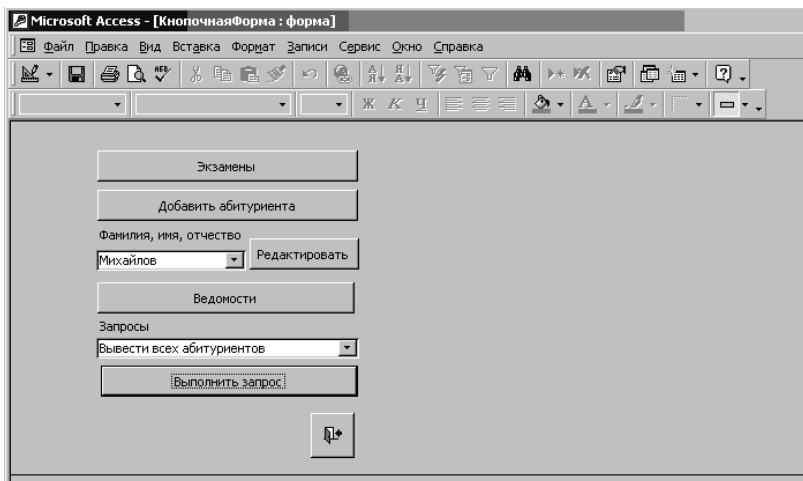 Microsoft Access - [КнопочнаяФорма : форма]
Файл Правка Вид Вставка Формат Записи Сервис Окно Справка
Ж К Ч
Экзамены
Добавить абитуриента
Фамилия, имя, отчество
Михайлов
Редактировать
Ведомости
Запросы
Вывести всех абитуриентов
Выполнить запрос